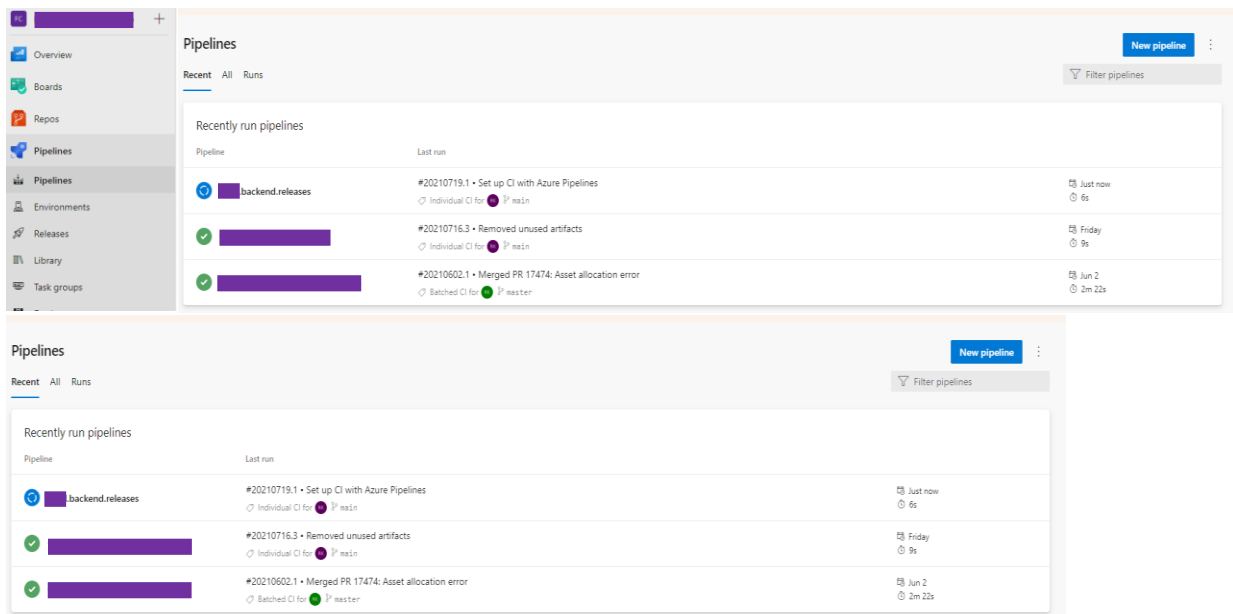 Overview
Boards
Repos
Pipelines
Pipelines
Environments
Releases
Library
Task groups
Pipelines
New pipeline
Recent All Runs
Filter pipelines
Recently run pipelines
Pipeline Last run
.backend.releases
#20210719.1 • Set up CI with Azure Pipelines
Individual CI for main
Just now
6s
#20210716.3 • Removed unused artifacts
Individual CI for main
Friday
9s
#20210602.1 • Merged PR 17474: Asset allocation error
Batched CI for master
Jun 2
2m 22s
Pipelines
New pipeline
Recent All Runs
Filter pipelines
Recently run pipelines
Pipeline Last run
.backend.releases
#20210719.1 • Set up CI with Azure Pipelines
Individual CI for main
Just now
6s
#20210716.3 • Removed unused artifacts
Individual CI for main
Friday
9s
#20210602.1 • Merged PR 17474: Asset allocation error
Batched CI for master
Jun 2
2m 22s